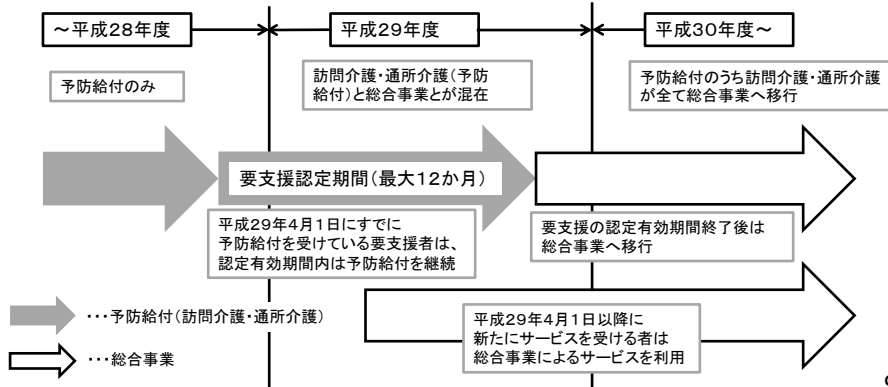 ～平成28年度
平成29年度
平成30年度～
予防給付のみ
訪問介護・通所介護（予防
給付）と総合事業とが混在
予防給付のうち訪問介護・通所介護
が全て総合事業へ移行
要支援認定期間（最大12か月）
平成29年4月1日にすでに
予防給付を受けている要支援者は、
認定有効期間内は予防給付を継続
要支援の認定有効期間終了後は
総合事業へ移行
・・・予防給付（訪問介護・通所介護）
・・・総合事業
平成29年4月1日以降に
新たにサービスを受ける者は
総合事業によるサービスを利用